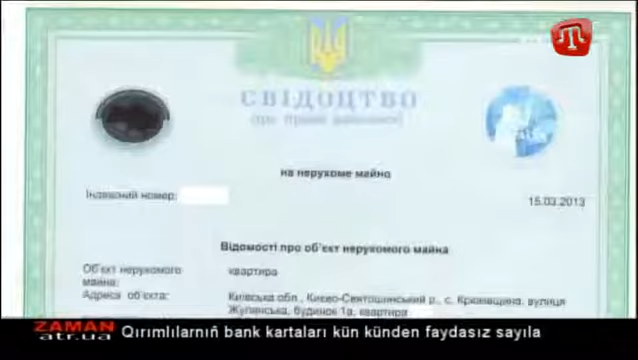 СВІДОЦТВО
на нерухоме майно
Індексний номер:
15.03.2013
Відомості про об'єкт нерухомого майна
Об'єкт нерухомого майна: квартира
Адреса об'єкта: Київська обл., Києво-Святошинський р., с. Крюківщина, вулиця
Жулянська, будинок 1а, квартира
ZAMAN
atr.ua
Qırımlılarnıñ bank kartaları kün künden faydasız sayıla